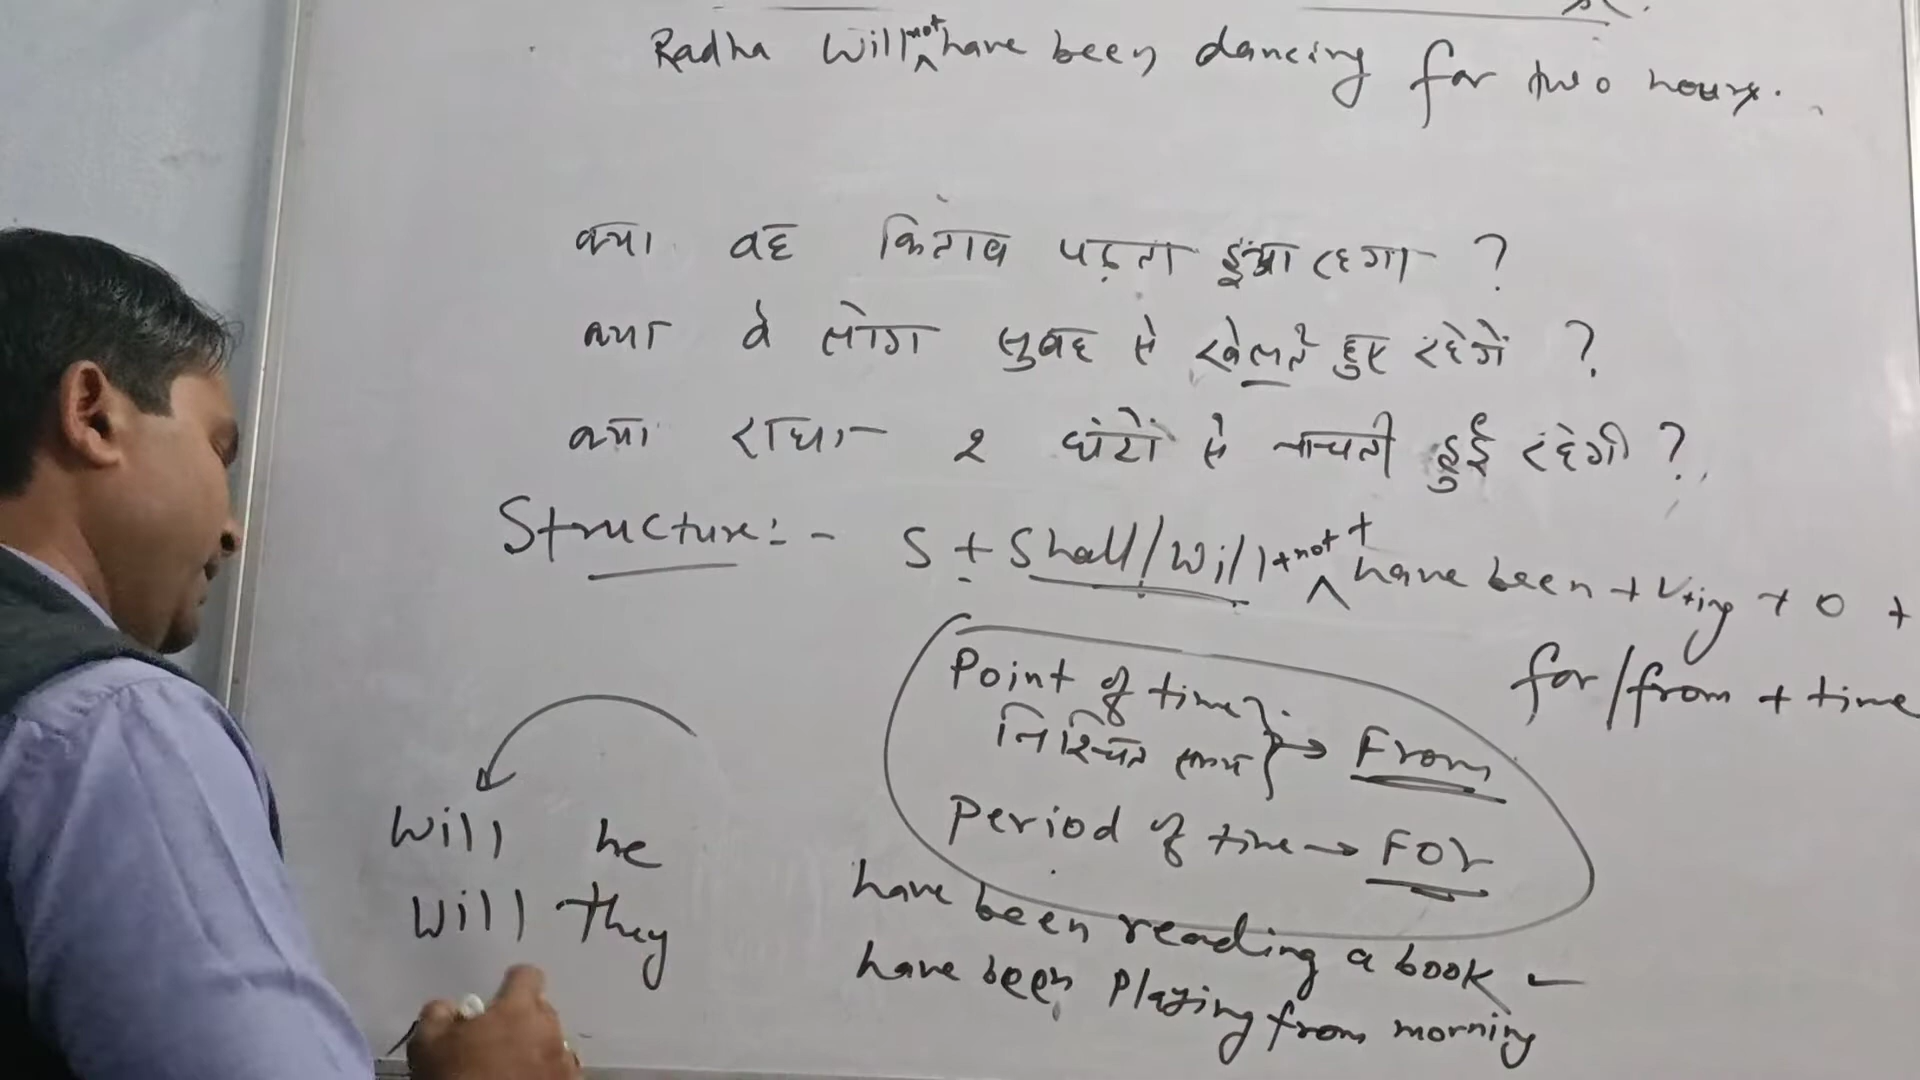 Radha Will not have been dancing for two hours.
क्या वह किताब पढ़ता हुआ रहेगा ?
क्या वे लोग सुबह से खेलते हुए रहेगें ?
क्या राधा २ घंटों से नाचती हुई रहेगी ?
Structure:- S + Shall/Will + not + have been + V+ing + O +
for/from + time
Point of time
निश्चित समय } → From
Period of time → FOR
Will he have been reading a book
Will they have been Playing from morning